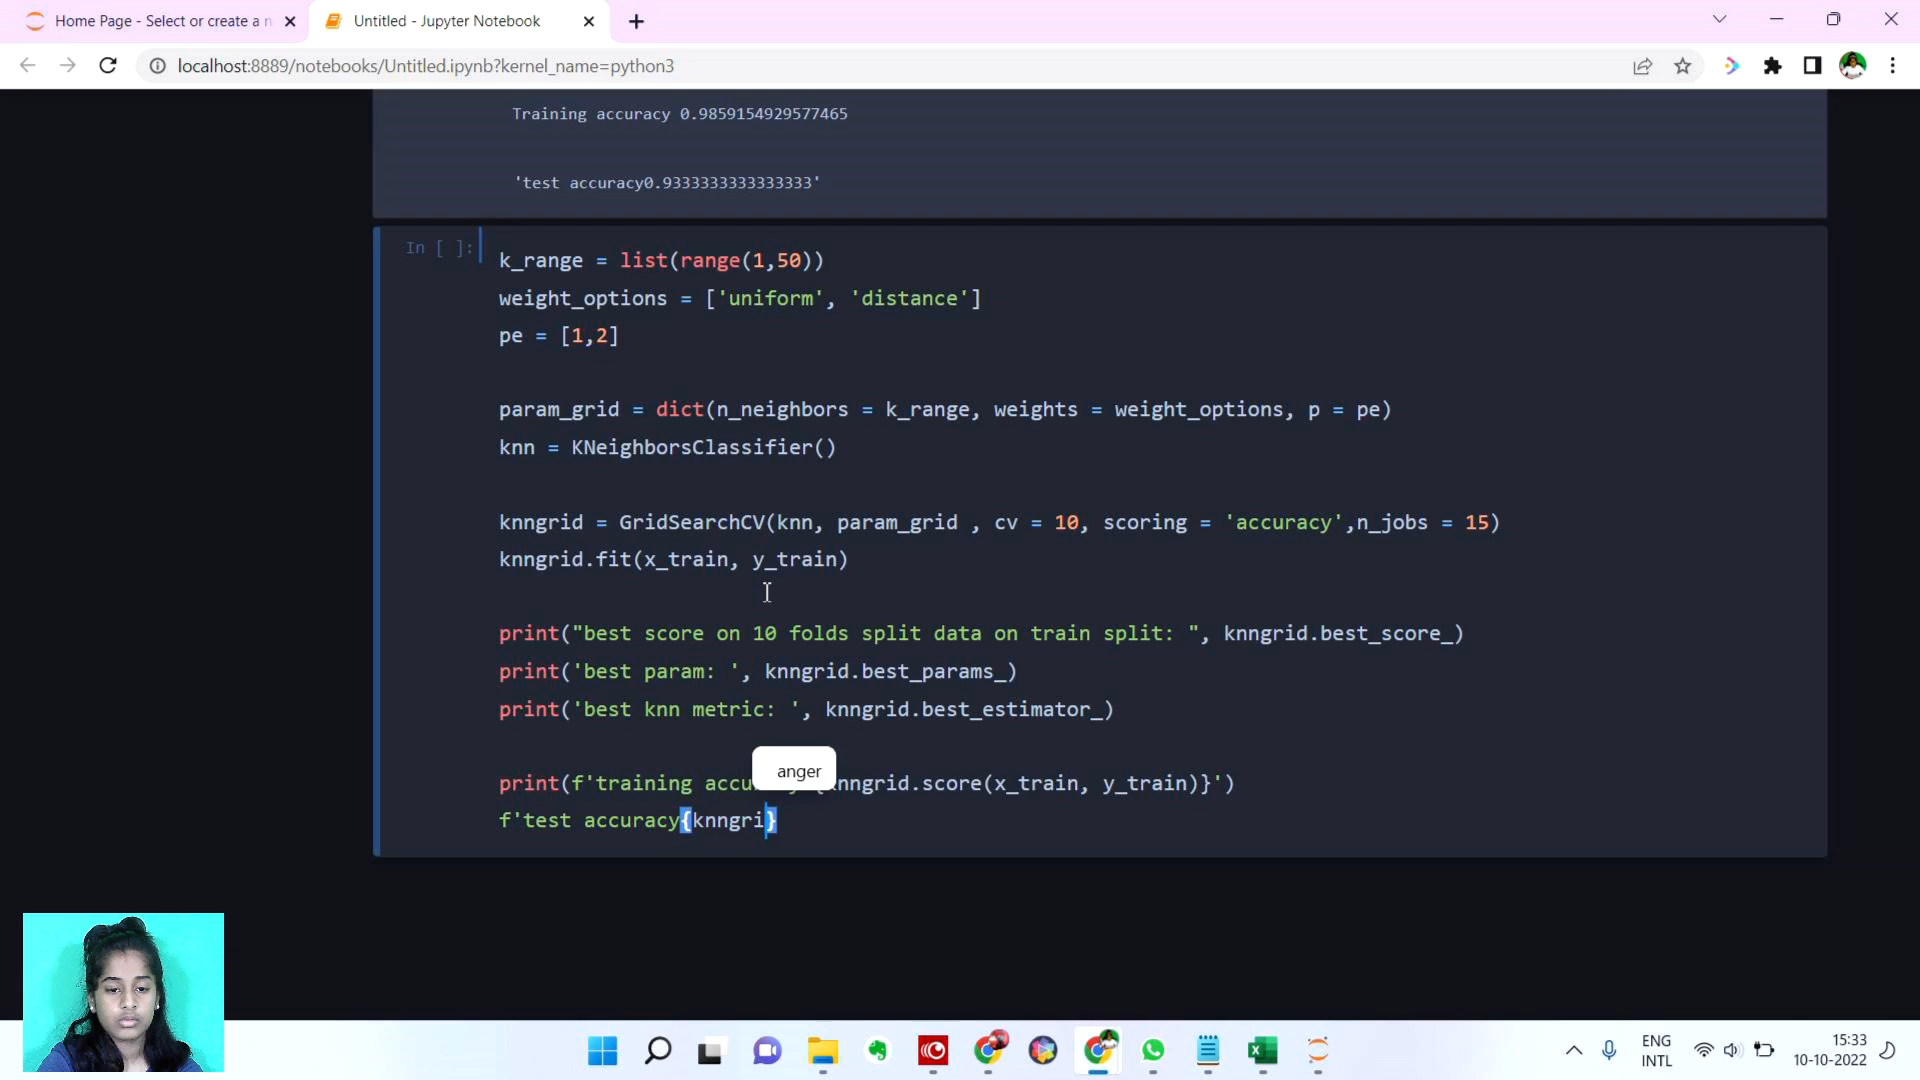 Home Page - Select or create a n
Untitled - Jupyter Notebook
localhost:8889/notebooks/Untitled.ipynb?kernel_name=python3
Training accuracy 0.9859154929577465
'test accuracy0.9333333333333333'
In [ ]:
k_range = list(range(1,50))
weight_options = ['uniform', 'distance']
pe = [1,2]
param_grid = dict(n_neighbors = k_range, weights = weight_options, p = pe)
knn = KNeighborsClassifier()
knngrid = GridSearchCV(knn, param_grid , cv = 10, scoring = 'accuracy',n_jobs = 15)
knngrid.fit(x_train, y_train)
print("best score on 10 folds split data on train split: ", knngrid.best_score_)
print('best param: ', knngrid.best_params_)
print('best knn metric: ', knngrid.best_estimator_)
anger
print(f'training accu knngrid.score(x_train, y_train)}')
f'test accuracy{knngri}
ENG
INTL
15:33
10-10-2022